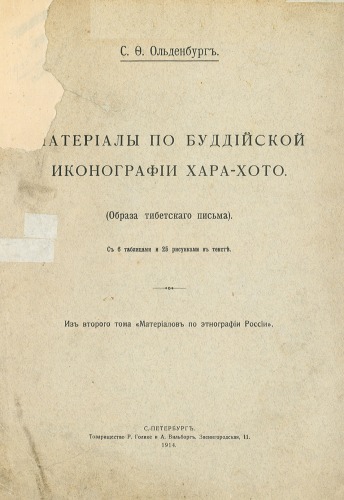 С. Ѳ. Ольденбургъ.
МАТЕРІАЛЫ ПО БУДДІЙСКОЙ
ИКОНОГРАФІИ ХАРА-ХОТО.
(Образа тибетскаго письма).
Съ 6 таблицами и 25 рисунками въ текстѣ.
Изъ второго тома «Матеріаловъ по этнографіи Россіи».
С.-ПЕТЕРБУРГЪ.
Товарищество Р. Голике и А. Вильборгъ. Звенигородская, 11.
1914.